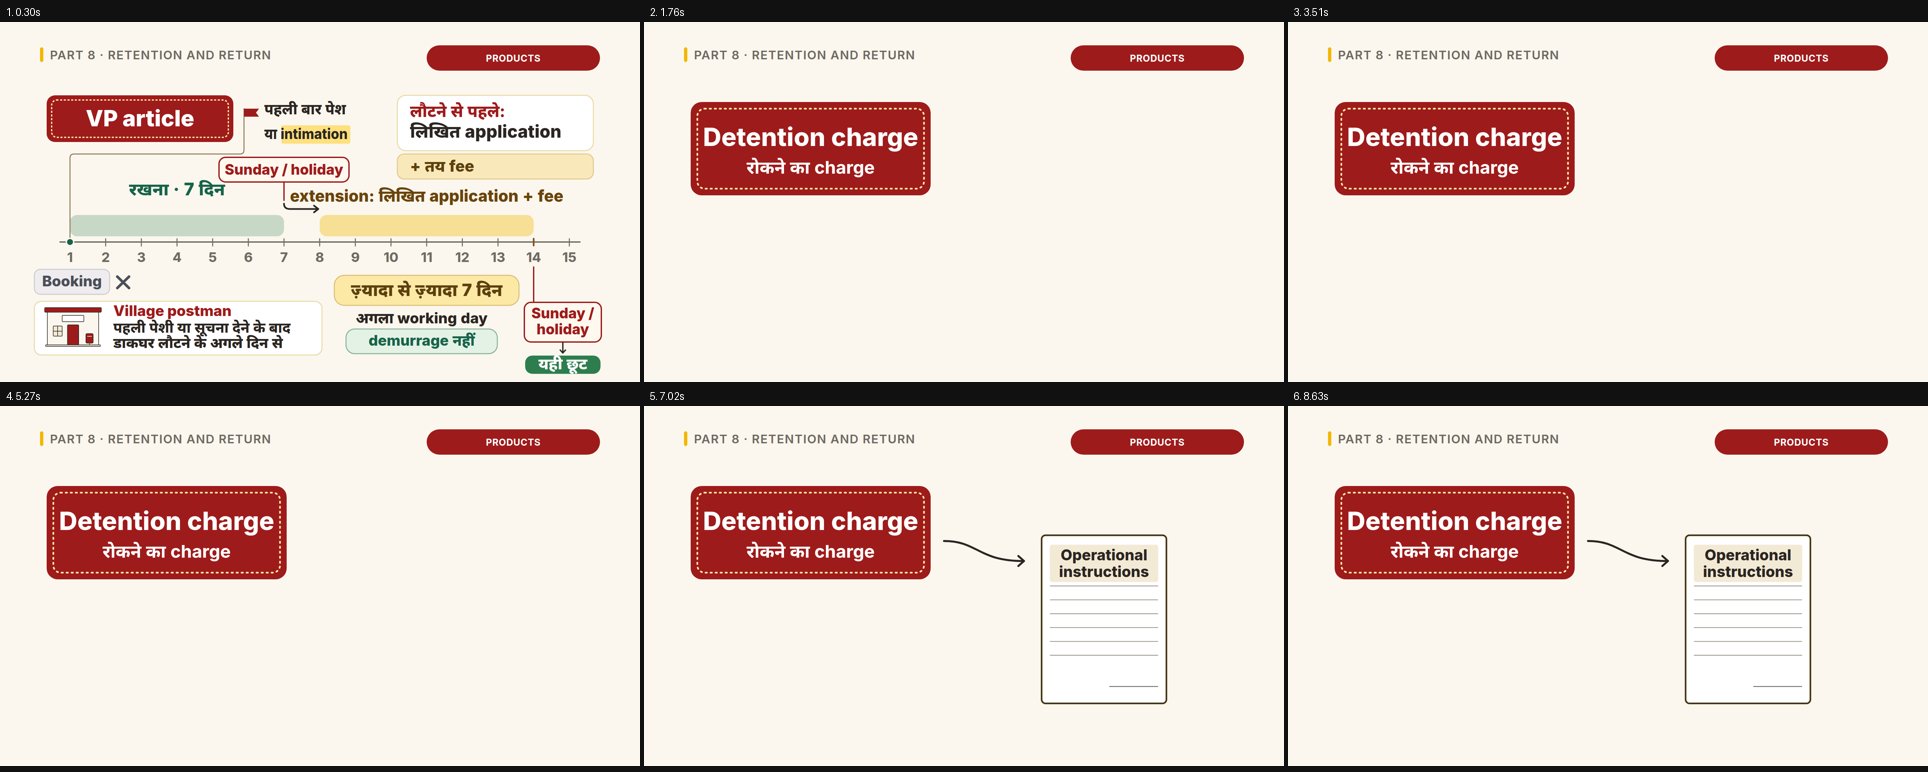 1. 0.30s
PART 8 · RETENTION AND RETURN
PRODUCTS
VP article
पहली बार पेश
या intimation
लौटने से पहले:
लिखित application
+ तय fee
Sunday / holiday
रखना · 7 दिन
extension: लिखित application + fee
1 2 3 4 5 6 7 8 9 10 11 12 13 14 15
Booking
Village postman
पहली पेशी या सूचना देने के बाद
डाकघर लौटने के अगले दिन से
ज़्यादा से ज़्यादा 7 दिन
अगला working day
demurrage नहीं
Sunday /
holiday
यही छूट
2. 1.76s
PART 8 · RETENTION AND RETURN
PRODUCTS
Detention charge
रोकने का charge
3. 3.51s
PART 8 · RETENTION AND RETURN
PRODUCTS
Detention charge
रोकने का charge
4. 5.27s
PART 8 · RETENTION AND RETURN
PRODUCTS
Detention charge
रोकने का charge
5. 7.02s
PART 8 · RETENTION AND RETURN
PRODUCTS
Detention charge
रोकने का charge
Operational
instructions
6. 8.63s
PART 8 · RETENTION AND RETURN
PRODUCTS
Detention charge
रोकने का charge
Operational
instructions